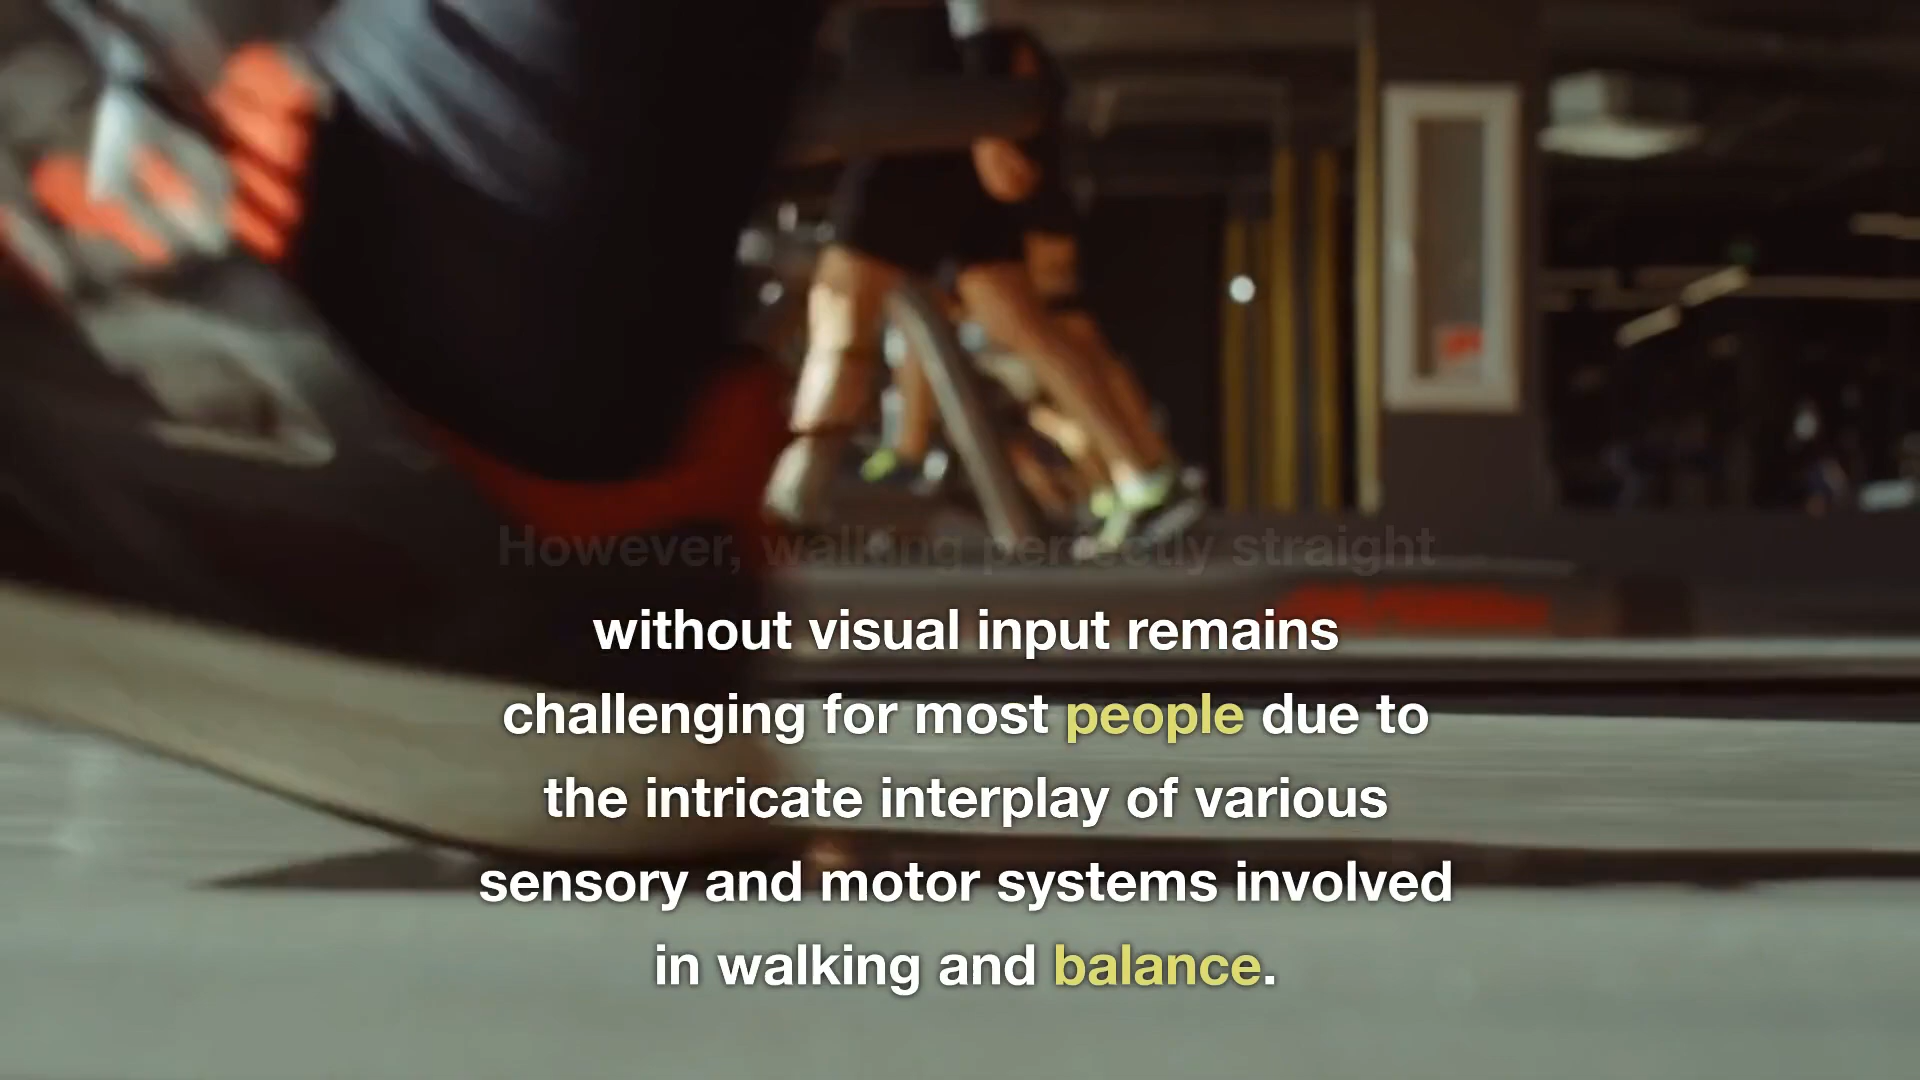 However, walking perfectly straight
without visual input remains
challenging for most people due to
the intricate interplay of various
sensory and motor systems involved
in walking and balance.